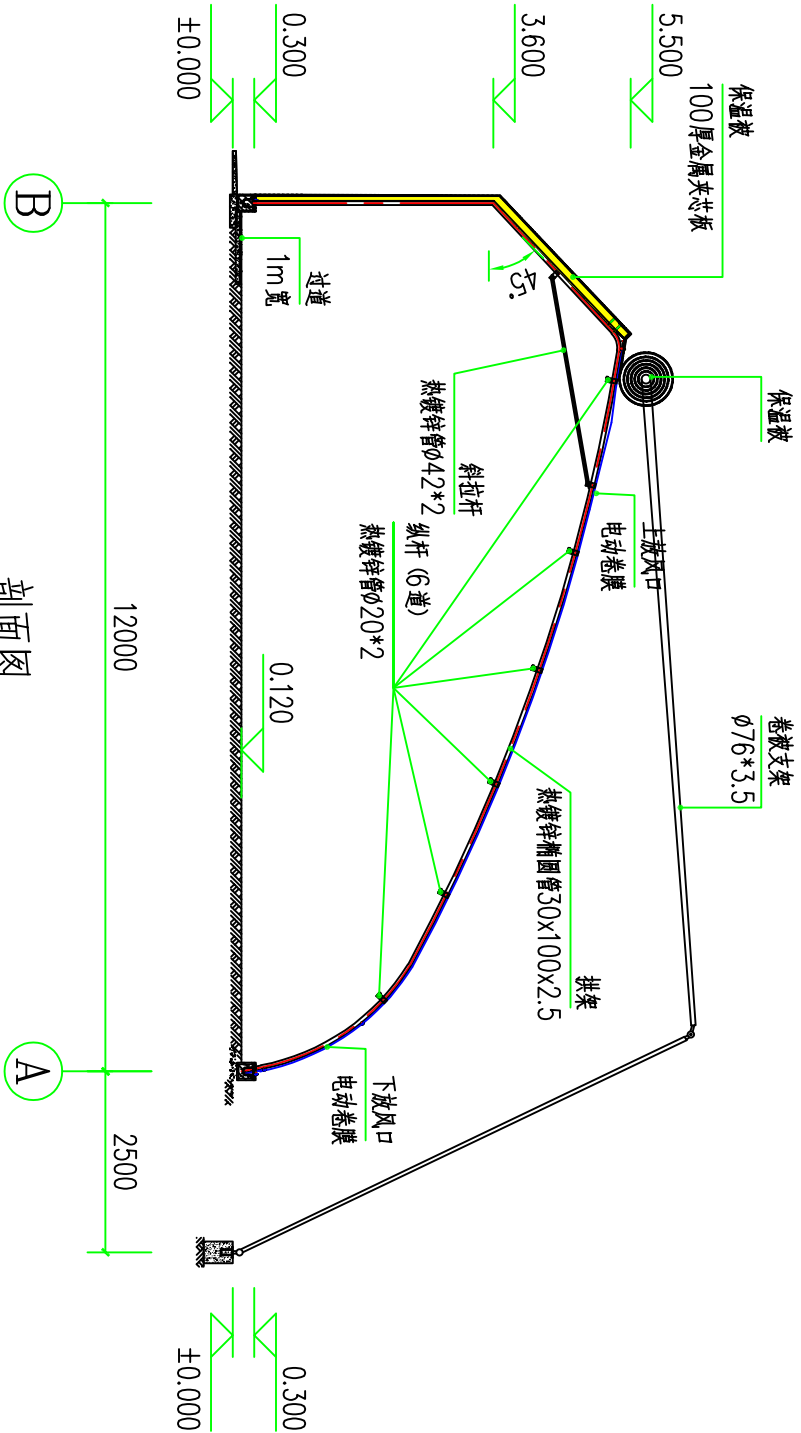 保温被
卷被支架
φ76*3.5
5.500
保温被
100厚金属夹芯板
上放风口
电动卷膜
拱架
热镀锌椭圆管30x100x2.5
3.600
45°
斜拉杆
热镀锌管φ42*2
纵杆 (6道)
热镀锌管φ20*2
下放风口
电动卷膜
过道
1m宽
0.120
0.300
±0.000
0.300
±0.000
12000
2500
B
A
剖面图